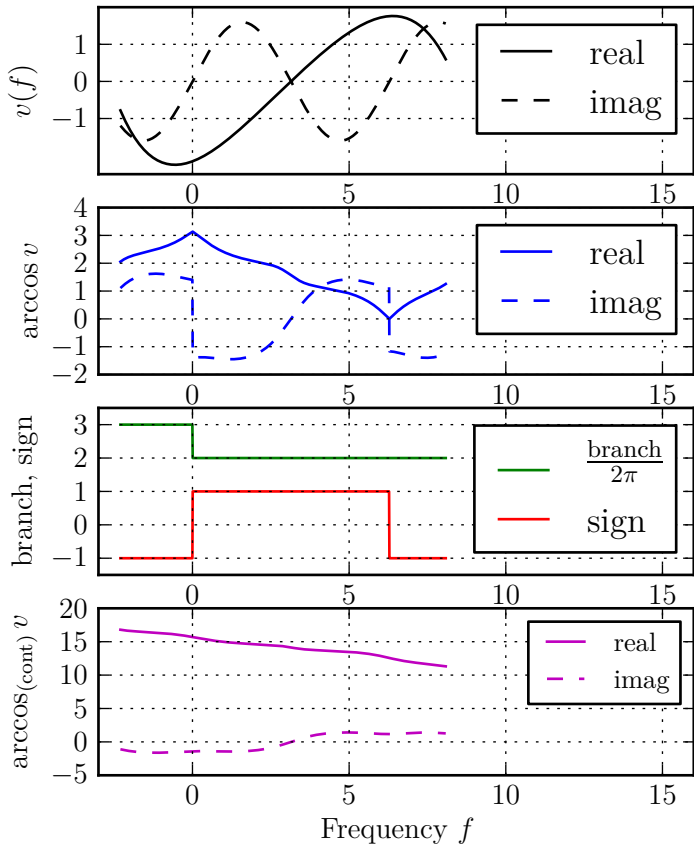 v(f)
1
0
−1
real
imag
0 5 10 15
arccos v
4
3
2
1
0
−1
−2
real
imag
0 5 10 15
branch, sign
3
2
1
0
−1
branch
2π
sign
0 5 10 15
arccos(cont) v
20
15
10
5
0
−5
real
imag
0 5 10 15
Frequency f